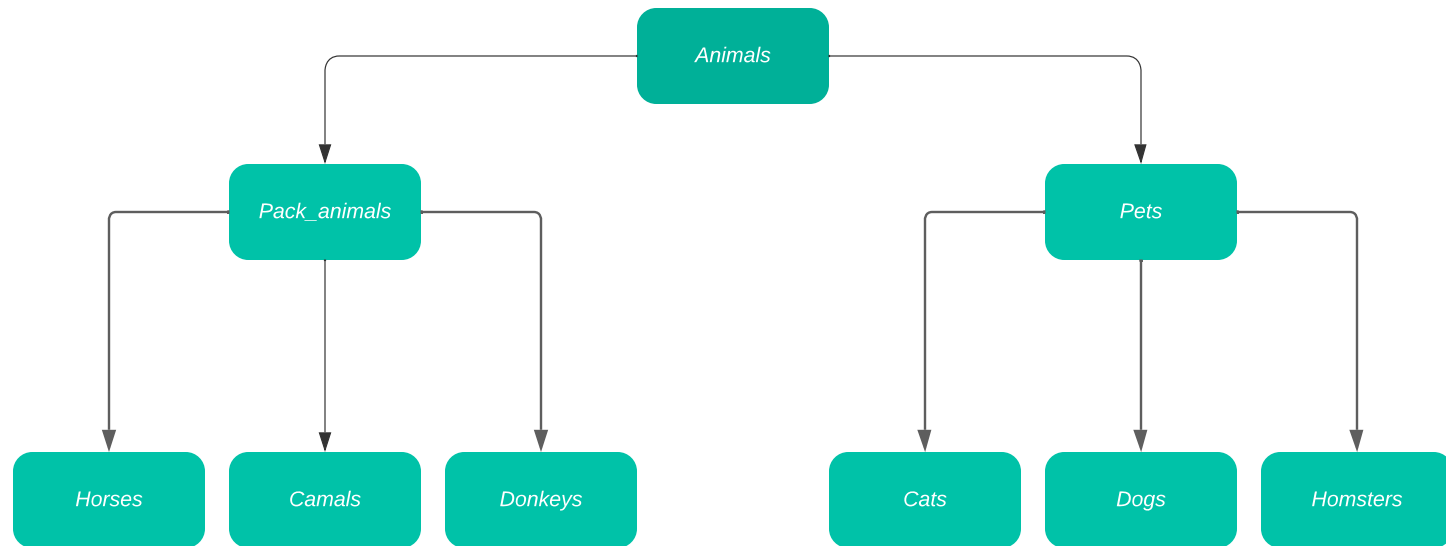 Animals
Pack_animals
Pets
Horses
Camals
Donkeys
Cats
Dogs
Homsters